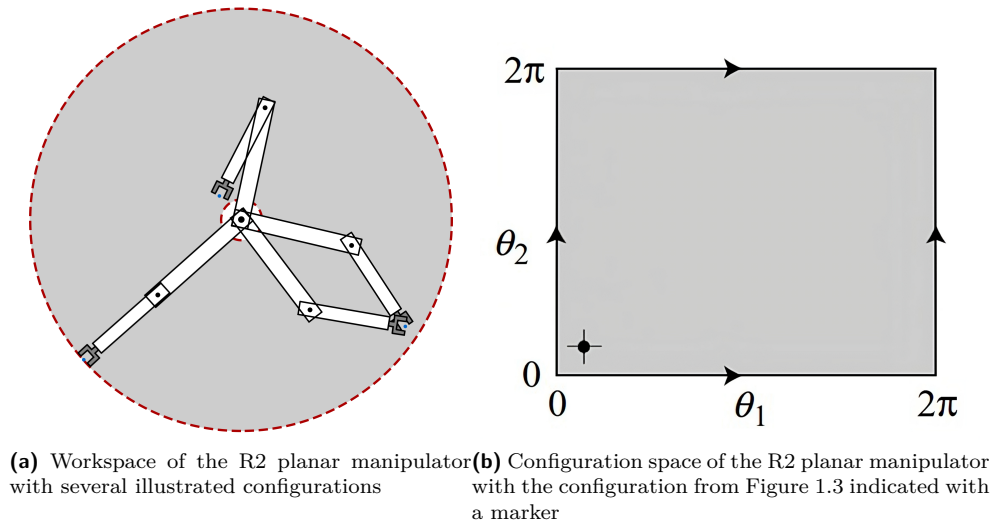 2π
θ2
0
0
θ1
2π
(a) Workspace of the R2 planar manipulator
with several illustrated configurations
(b) Configuration space of the R2 planar manipulator
with the configuration from Figure 1.3 indicated with
a marker